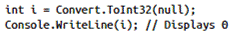 int i = Convert.ToInt32(null);
Console.WriteLine(i); // Displays 0